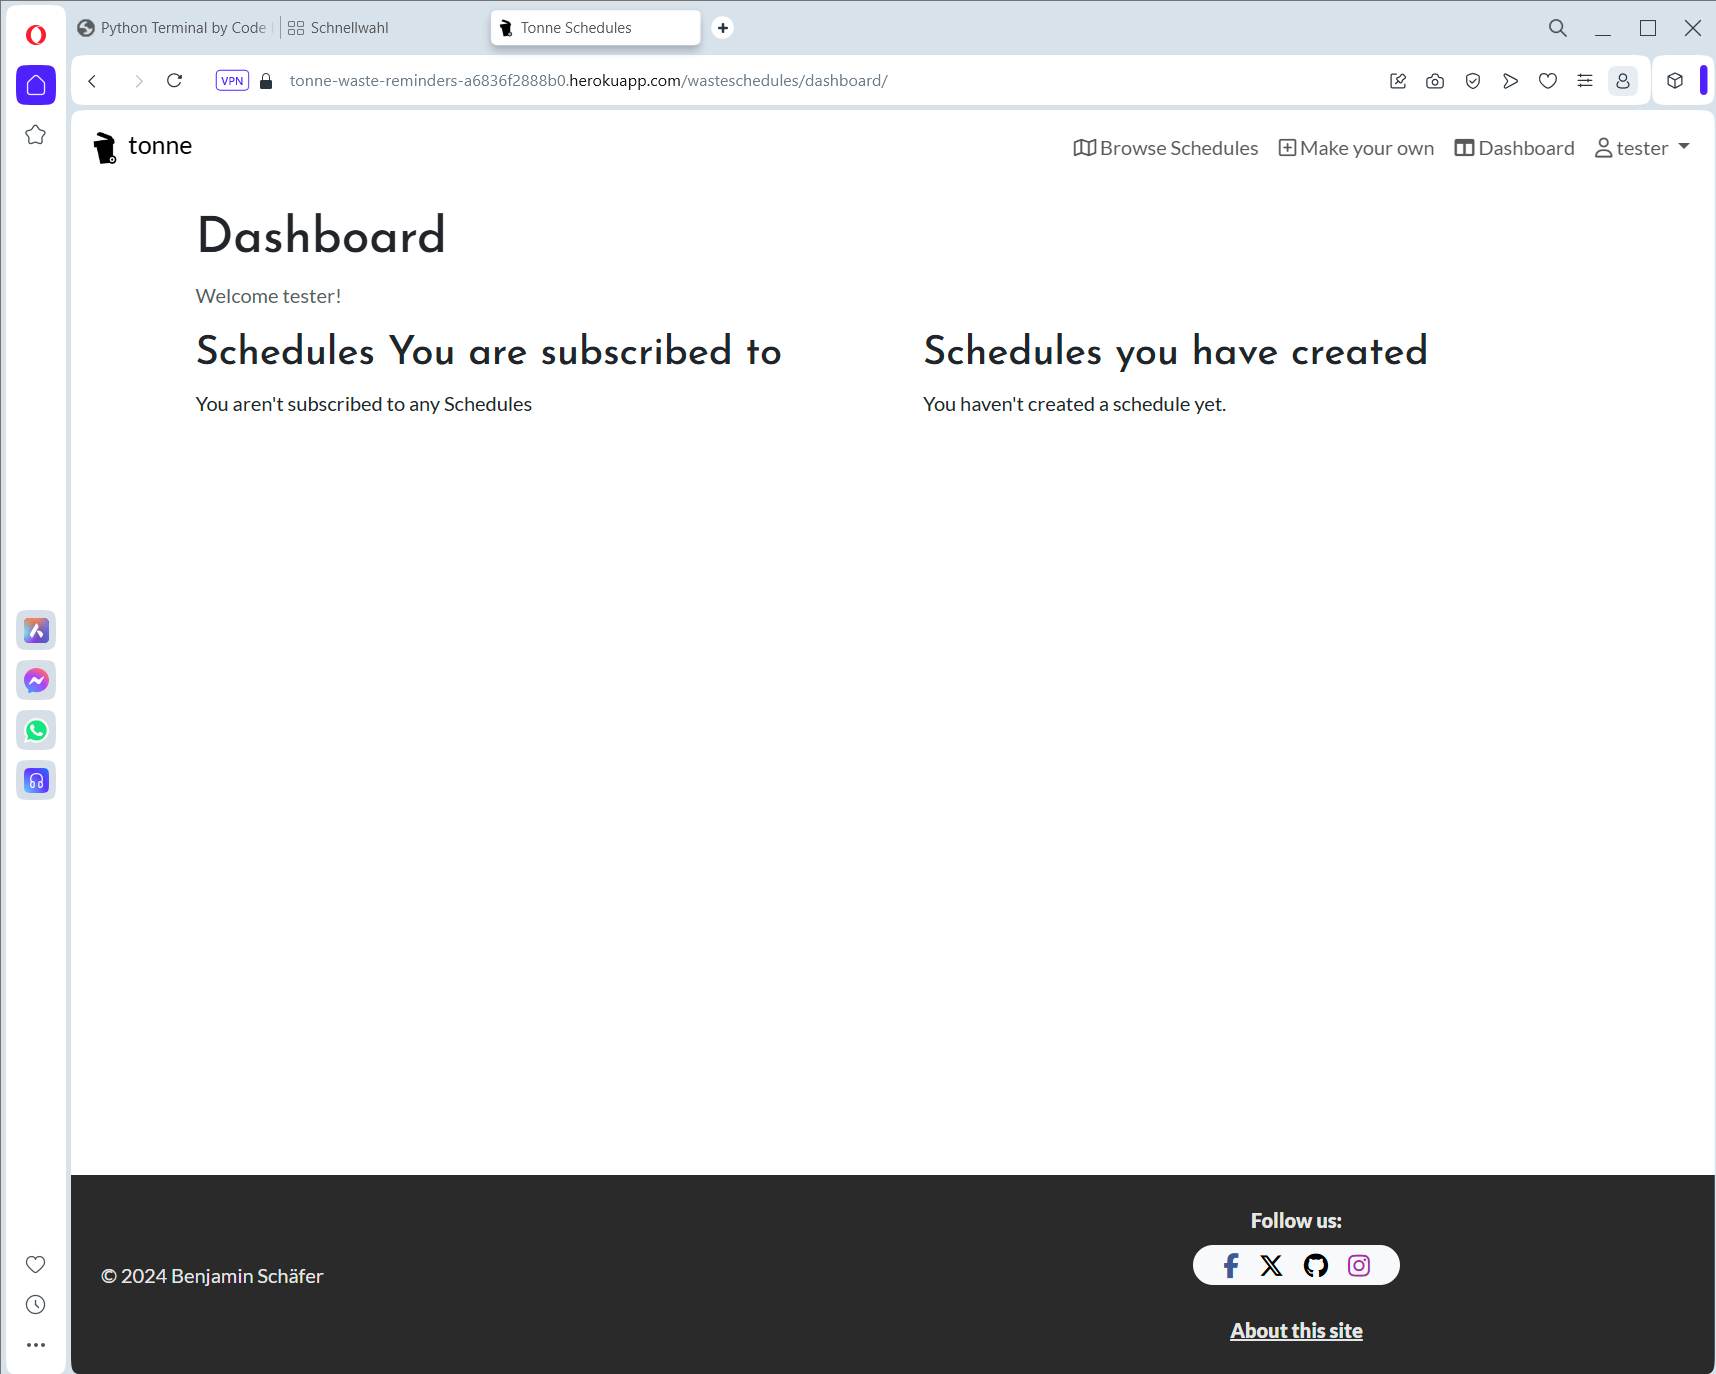 Python Terminal by Code
Schnellwahl
Tonne Schedules
VPN
tonne-waste-reminders-a6836f2888b0.herokuapp.com/wasteschedules/dashboard/
tonne
Browse Schedules
Make your own
Dashboard
tester
Dashboard
Welcome tester!
Schedules You are subscribed to
You aren't subscribed to any Schedules
Schedules you have created
You haven't created a schedule yet.
© 2024 Benjamin Schäfer
Follow us:
About this site